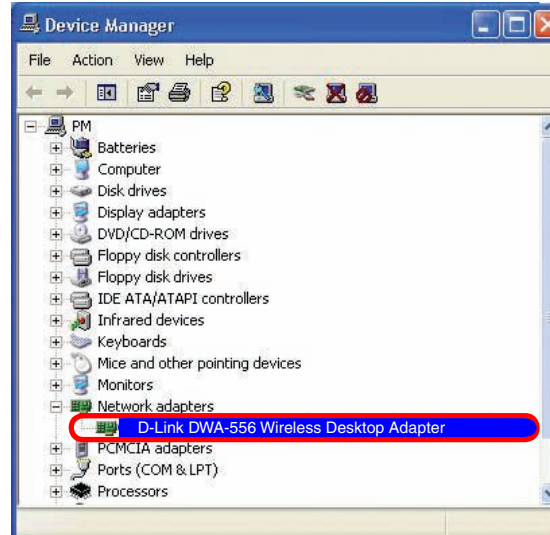 Device Manager
File Action View Help
PM
Batteries
Computer
Disk drives
Display adapters
DVD/CD-ROM drives
Floppy disk controllers
Floppy disk drives
IDE ATA/ATAPI controllers
Infrared devices
Keyboards
Mice and other pointing devices
Monitors
Network adapters
D-Link DWA-556 Wireless Desktop Adapter
PCMCIA adapters
Ports (COM & LPT)
Processors